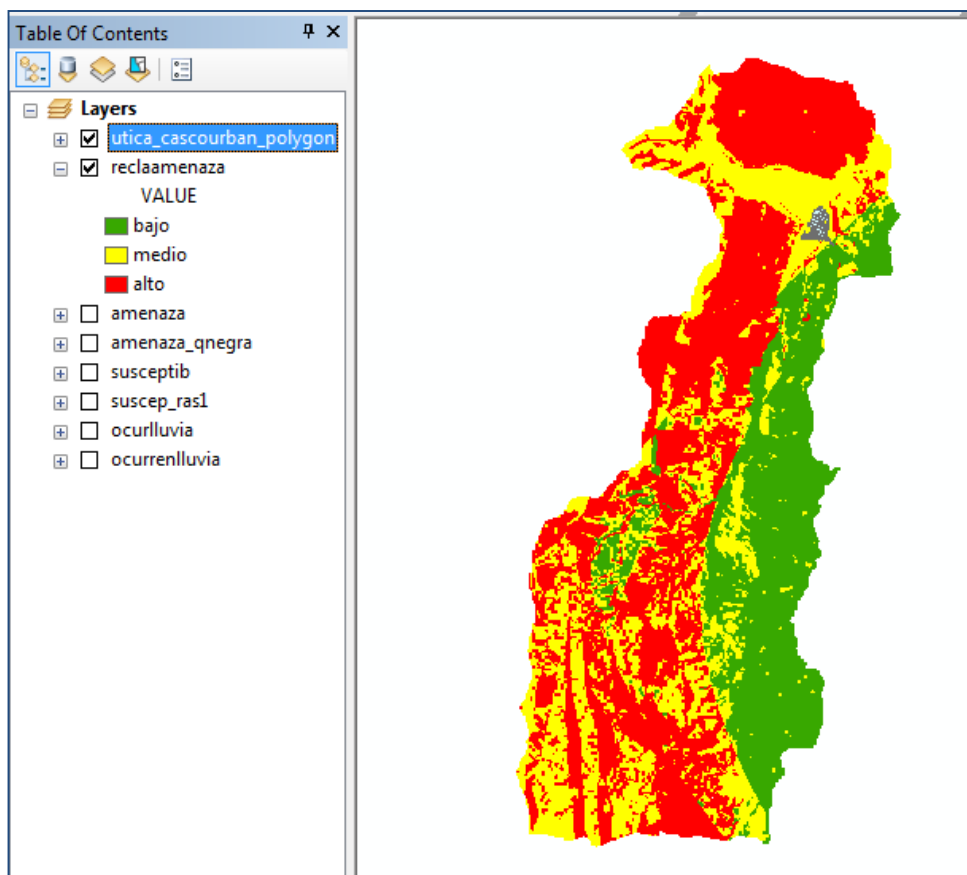 Table Of Contents
Layers
utica_cascourban_polygon
reclaamenaza
VALUE
bajo
medio
alto
amenaza
amenaza_qnegra
susceptib
suscep_ras1
ocurlluvia
ocurrenlluvia